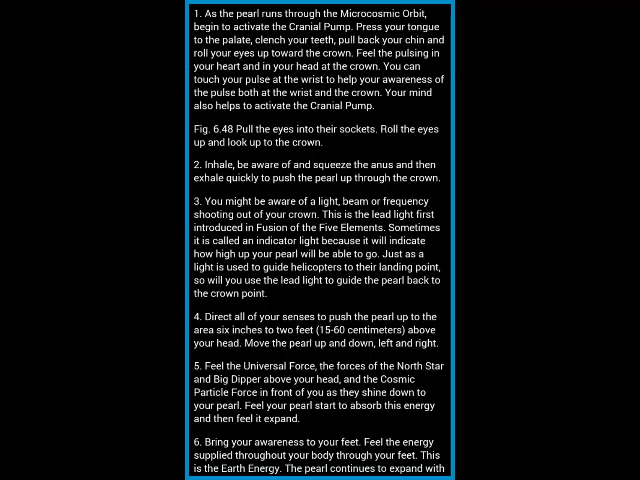 1. As the pearl runs through the Microcosmic Orbit,
begin to activate the Cranial Pump. Press your tongue
to the palate, clench your teeth, pull back your chin and
roll your eyes up toward the crown. Feel the pulsing in
your heart and in your head at the crown. You can
touch your pulse at the wrist to help your awareness of
the pulse both at the wrist and the crown. Your mind
also helps to activate the Cranial Pump.
Fig. 6.48 Pull the eyes into their sockets. Roll the eyes
up and look up to the crown.
2. Inhale, be aware of and squeeze the anus and then
exhale quickly to push the pearl up through the crown.
3. You might be aware of a light, beam or frequency
shooting out of your crown. This is the lead light first
introduced in Fusion of the Five Elements. Sometimes
it is called an indicator light because it will indicate
how high up your pearl will be able to go. Just as a
light is used to guide helicopters to their landing point,
so will you use the lead light to guide the pearl back to
the crown point.
4. Direct all of your senses to push the pearl up to the
area six inches to two feet (15-60 centimeters) above
your head. Move the pearl up and down, left and right.
5. Feel the Universal Force, the forces of the North Star
and Big Dipper above your head, and the Cosmic
Particle Force in front of you as they shine down to
your pearl. Feel your pearl start to absorb this energy
and then feel it expand.
6. Bring your awareness to your feet. Feel the energy
supplied throughout your body through your feet. This
is the Earth Energy. The pearl continues to expand with